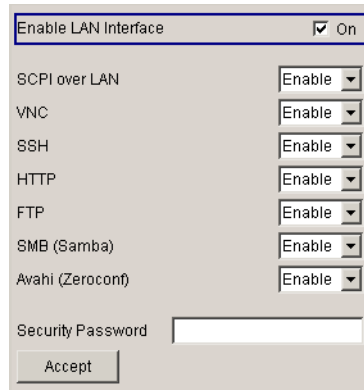 Enable LAN Interface On
SCPI over LAN Enable
VNC Enable
SSH Enable
HTTP Enable
FTP Enable
SMB (Samba) Enable
Avahi (Zeroconf) Enable
Security Password
Accept